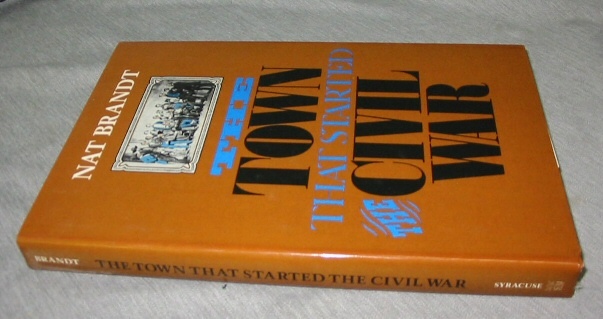 NAT BRANDT
THE
TOWN
THAT STARTED
THE CIVIL
WAR
BRANDT THE TOWN THAT STARTED THE CIVIL WAR SYRACUSE